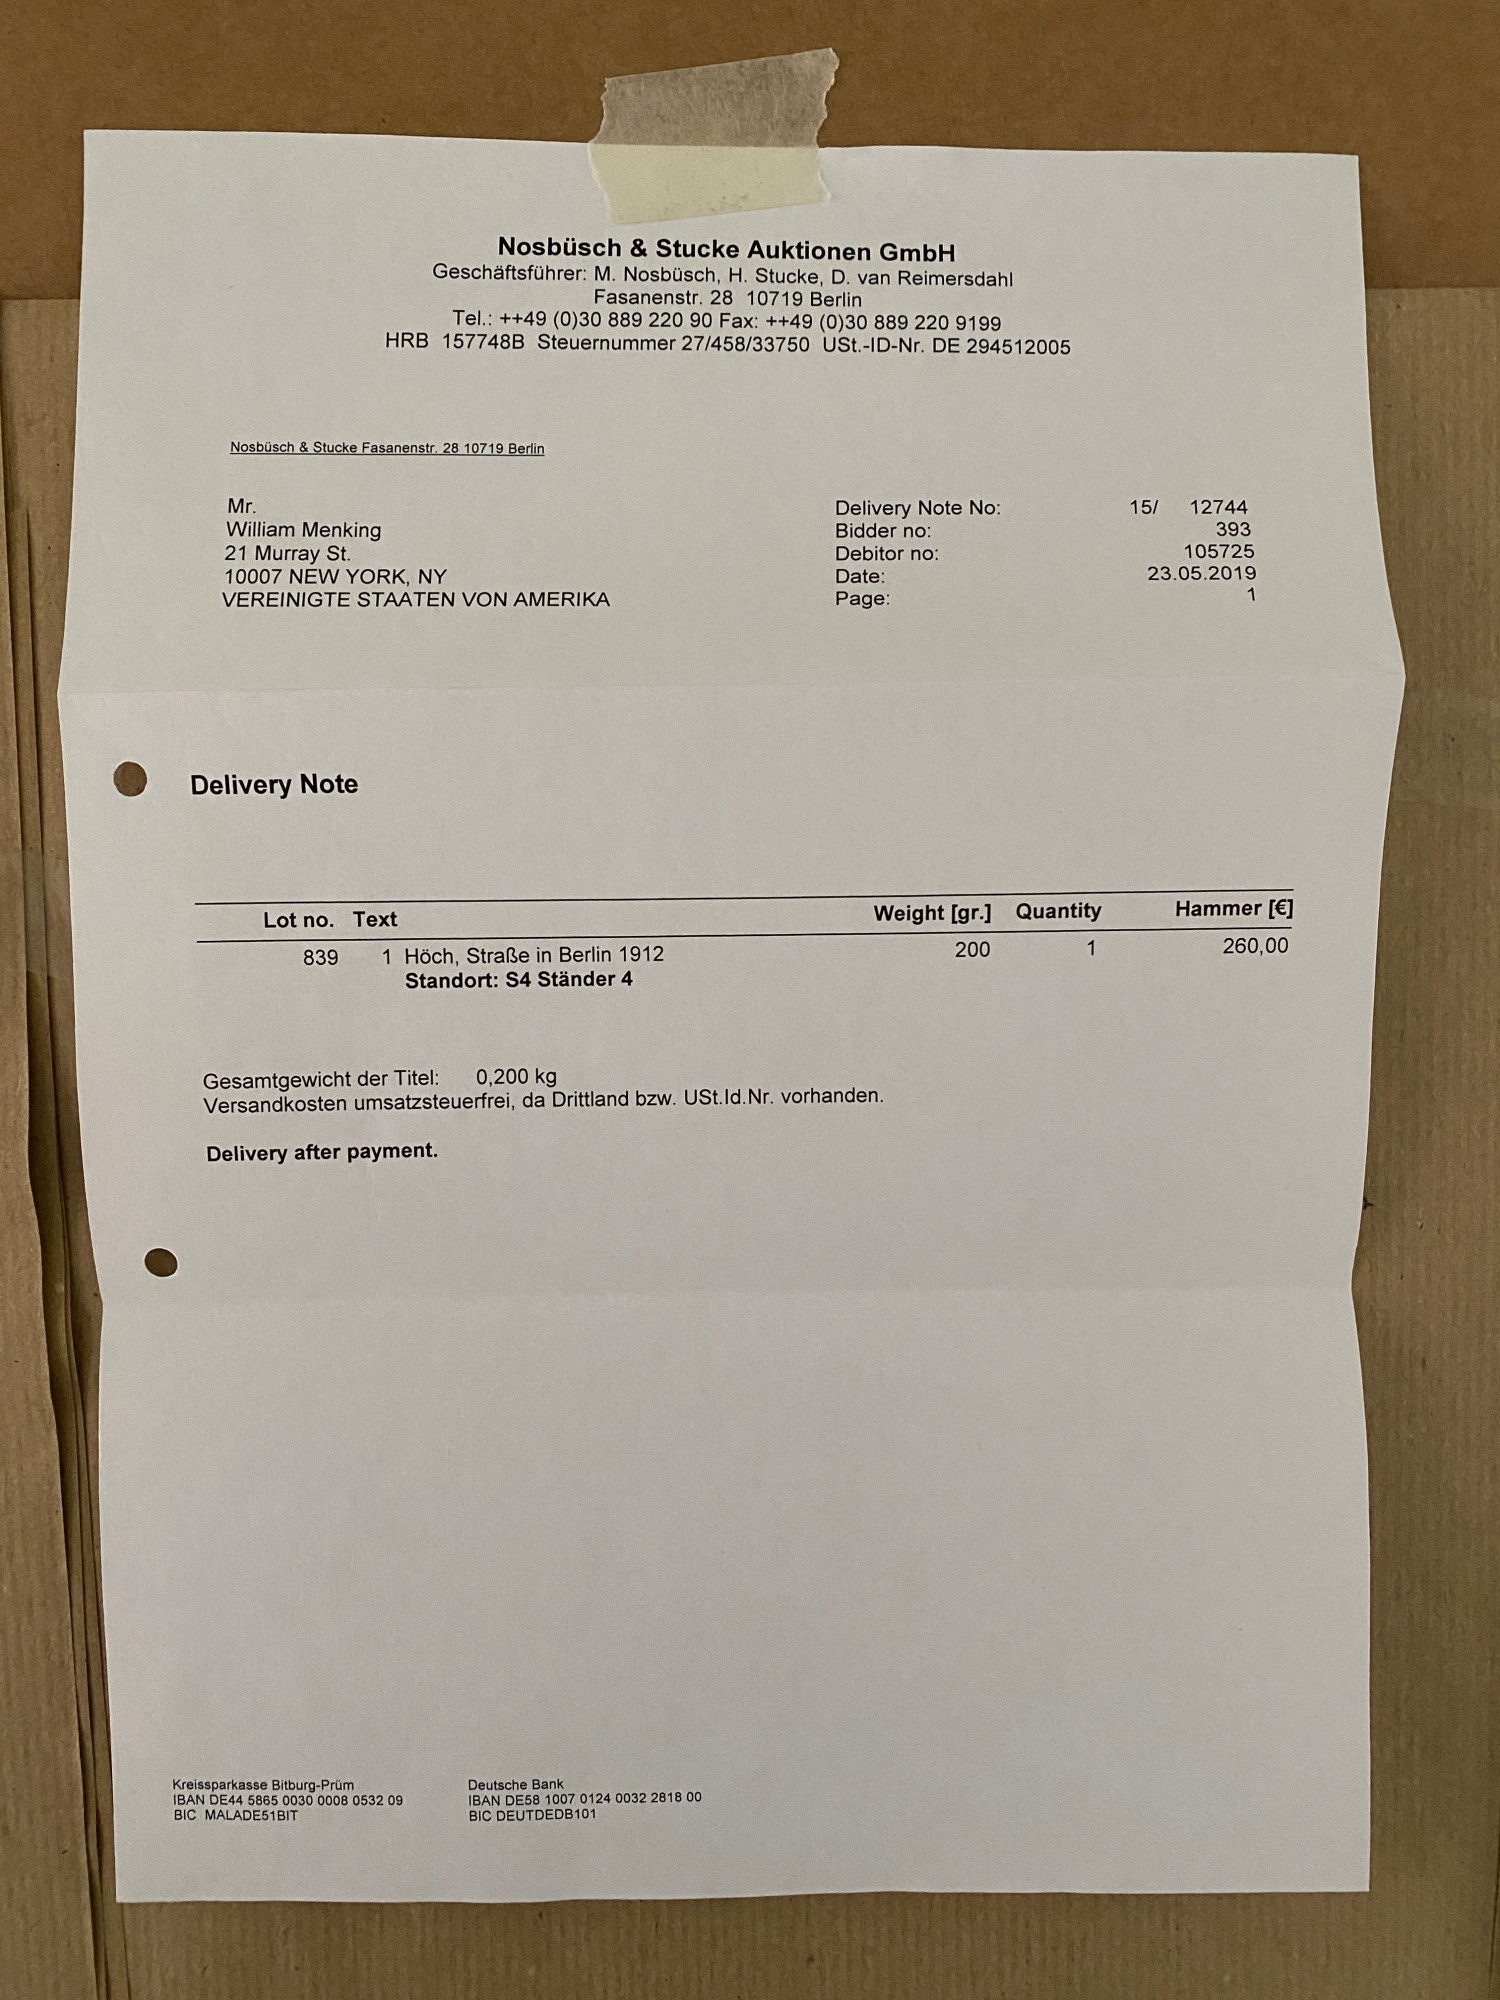 Nosbüsch & Stucke Auktionen GmbH
Geschäftsführer: M. Nosbüsch, H. Stucke, D. van Reimersdahl
Fasanenstr. 28 10719 Berlin
Tel.: ++49 (0)30 889 220 90 Fax: ++49 (0)30 889 220 9199
HRB 157748B Steuernummer 27/458/33750 USt.-ID-Nr. DE 294512005
Nosbüsch & Stucke Fasanenstr. 28 10719 Berlin
Mr.
William Menking
21 Murray St.
10007 NEW YORK, NY
VEREINIGTE STAATEN VON AMERIKA
Delivery Note No: 15/ 12744
Bidder no: 393
Debitor no: 105725
Date: 23.05.2019
Page: 1
Delivery Note
Lot no. Text Weight [gr.] Quantity Hammer [€]
839 1 Höch, Straße in Berlin 1912 200 1 260,00
Standort: S4 Ständer 4
Gesamtgewicht der Titel: 0,200 kg
Versandkosten umsatzsteuerfrei, da Drittland bzw. USt.Id.Nr. vorhanden.
Delivery after payment.
Kreissparkasse Bitburg-Prüm
IBAN DE44 5865 0030 0008 0532 09
BIC MALADE51BIT
Deutsche Bank
IBAN DE58 1007 0124 0032 2818 00
BIC DEUTDEDB101